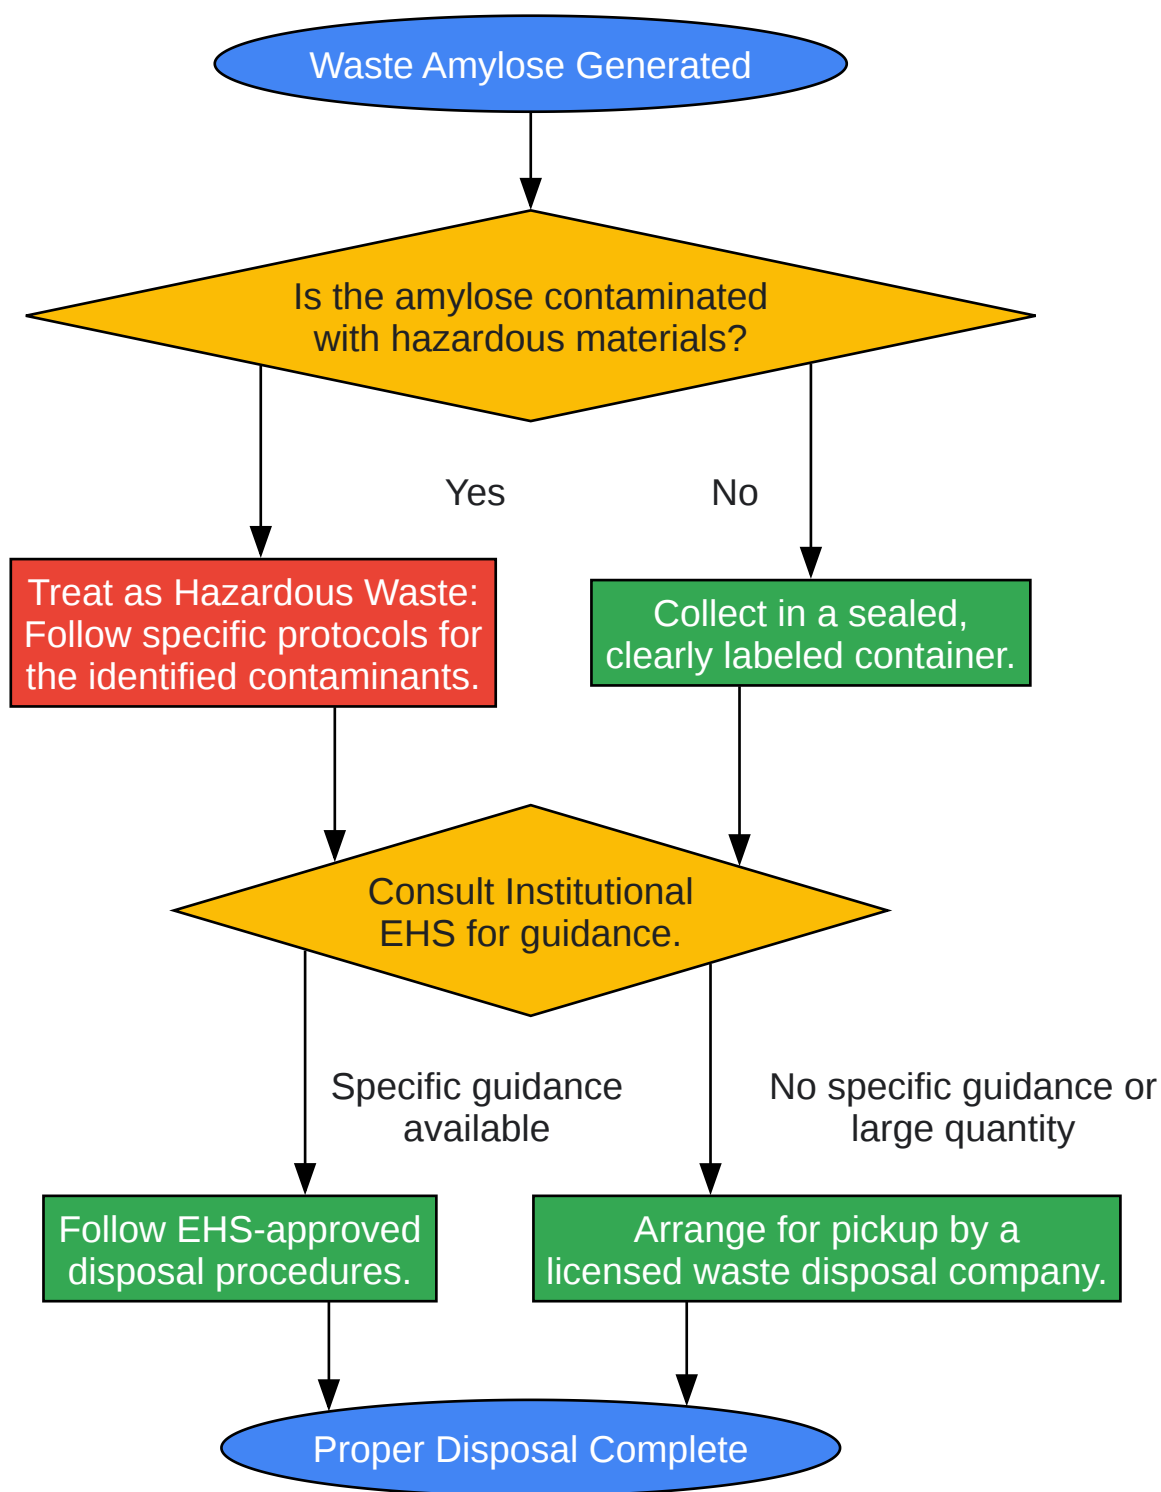 Waste Amylose Generated
Is the amylose contaminated
with hazardous materials?
Yes
No
Treat as Hazardous Waste:
Follow specific protocols for
the identified contaminants.
Collect in a sealed,
clearly labeled container.
Consult Institutional
EHS for guidance.
Specific guidance
available
No specific guidance or
large quantity
Follow EHS-approved
disposal procedures.
Arrange for pickup by a
licensed waste disposal company.
Proper Disposal Complete